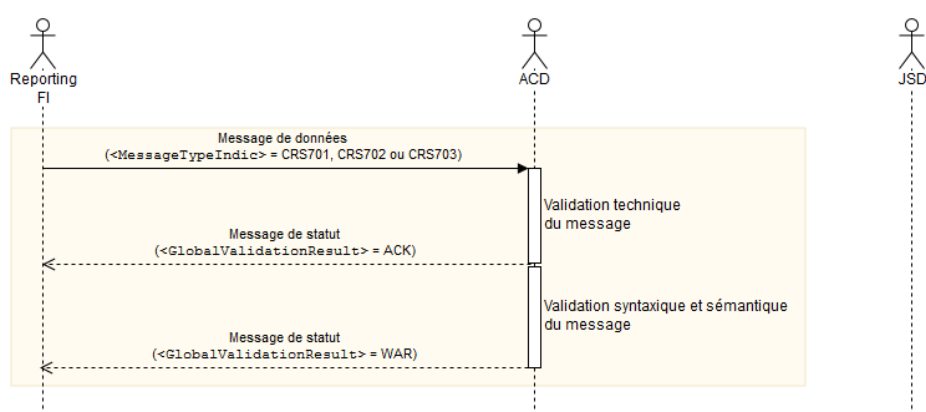 Reporting
FI
ACD
JSD
Message de données
(<MessageTypeIndic> = CRS701, CRS702 ou CRS703)
Validation technique
du message
Message de statut
(<GlobalValidationResult> = ACK)
Validation syntaxique et sémantique
du message
Message de statut
(<GlobalValidationResult> = WAR)